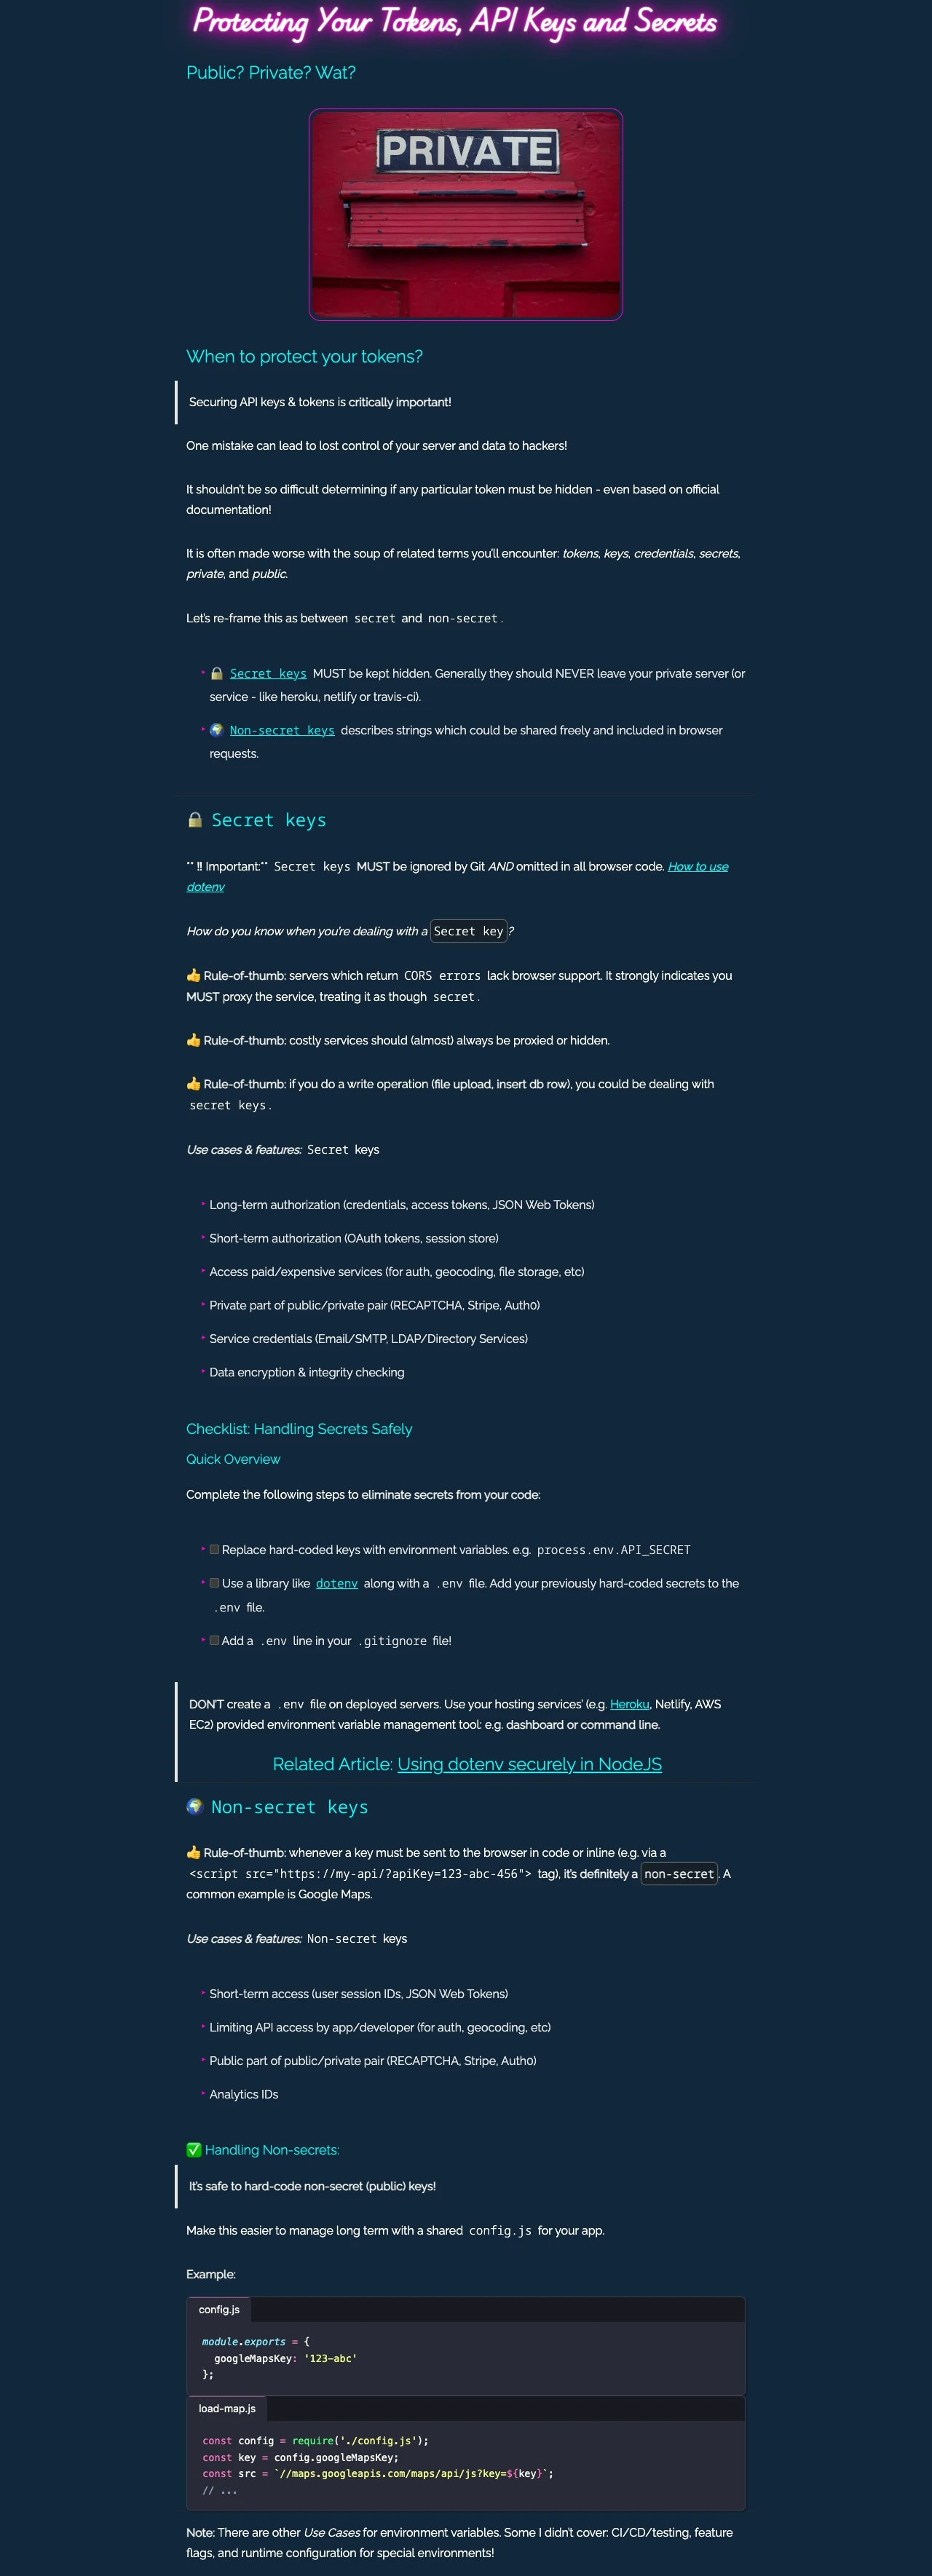 Protecting Your Tokens, API Keys and Secrets
Public? Private? Wat?
PRIVATE
When to protect your tokens?
Securing API keys & tokens is critically important!
One mistake can lead to lost control of your server and data to hackers!
It shouldn't be so difficult determining if any particular token must be hidden - even based on official
documentation!
It is often made worse with the soup of related terms you'll encounter: tokens, keys, credentials, secrets,
private, and public.
Let's re-frame this as between secret and non-secret.
🔒 Secret keys MUST be kept hidden. Generally they should NEVER leave your private server (or
service - like heroku, netlify or travis-ci).
🌍 Non-secret keys describes strings which could be shared freely and included in browser
requests.
🔒 Secret keys
** ‼ Important:** Secret keys MUST be ignored by Git AND omitted in all browser code. How to use
dotenv
How do you know when you're dealing with a Secret key?
👍 Rule-of-thumb: servers which return CORS errors lack browser support. It strongly indicates you
MUST proxy the service, treating it as though secret.
👍 Rule-of-thumb: costly services should (almost) always be proxied or hidden.
👍 Rule-of-thumb: if you do a write operation (file upload, insert db row), you could be dealing with
secret keys.
Use cases & features: Secret keys
Long-term authorization (credentials, access tokens, JSON Web Tokens)
Short-term authorization (OAuth tokens, session store)
Access paid/expensive services (for auth, geocoding, file storage, etc)
Private part of public/private pair (RECAPTCHA, Stripe, Auth0)
Service credentials (Email/SMTP, LDAP/Directory Services)
Data encryption & integrity checking
Checklist: Handling Secrets Safely
Quick Overview
Complete the following steps to eliminate secrets from your code:
Replace hard-coded keys with environment variables. e.g. process.env.API_SECRET
Use a library like dotenv along with a .env file. Add your previously hard-coded secrets to the
.env file.
Add a .env line in your .gitignore file!
DON'T create a .env file on deployed servers. Use your hosting services' (e.g. Heroku, Netlify, AWS
EC2) provided environment variable management tool: e.g. dashboard or command line.
Related Article: Using dotenv securely in NodeJS
🌍 Non-secret keys
👍 Rule-of-thumb: whenever a key must be sent to the browser in code or inline (e.g. via a
<script src="https://my-api/?apiKey=123-abc-456"> tag), it's definitely a non-secret. A
common example is Google Maps.
Use cases & features: Non-secret keys
Short-term access (user session IDs, JSON Web Tokens)
Limiting API access by app/developer (for auth, geocoding, etc)
Public part of public/private pair (RECAPTCHA, Stripe, Auth0)
Analytics IDs
✅ Handling Non-secrets:
It's safe to hard-code non-secret (public) keys!
Make this easier to manage long term with a shared config.js for your app.
Example:
config.js
module.exports = {
  googleMapsKey: '123-abc'
};
load-map.js
const config = require('./config.js');
const key = config.googleMapsKey;
const src = `//maps.googleapis.com/maps/api/js?key=${key}`;
// ...
Note: There are other Use Cases for environment variables. Some I didn't cover: CI/CD/testing, feature
flags, and runtime configuration for special environments!